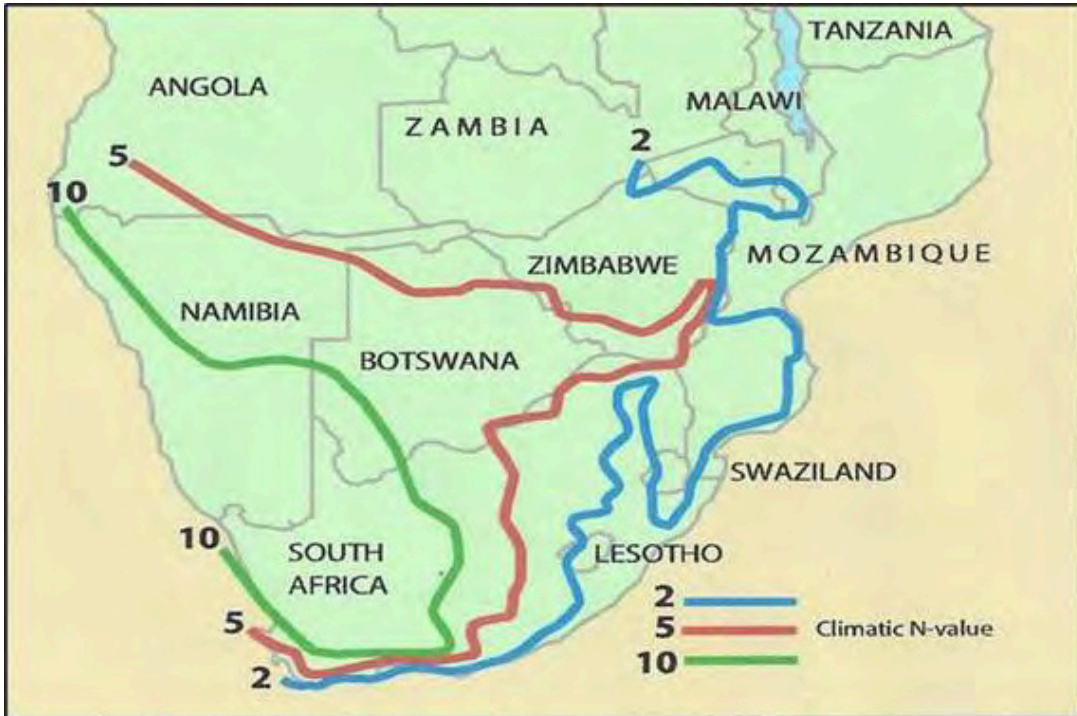 TANZANIA
ANGOLA
MALAWI
ZAMBIA
2
5
10
MOZAMBIQUE
ZIMBABWE
NAMIBIA
BOTSWANA
SWAZILAND
10
SOUTH
AFRICA
LESOTHO
2
5
5 Climatic N-value
10
2